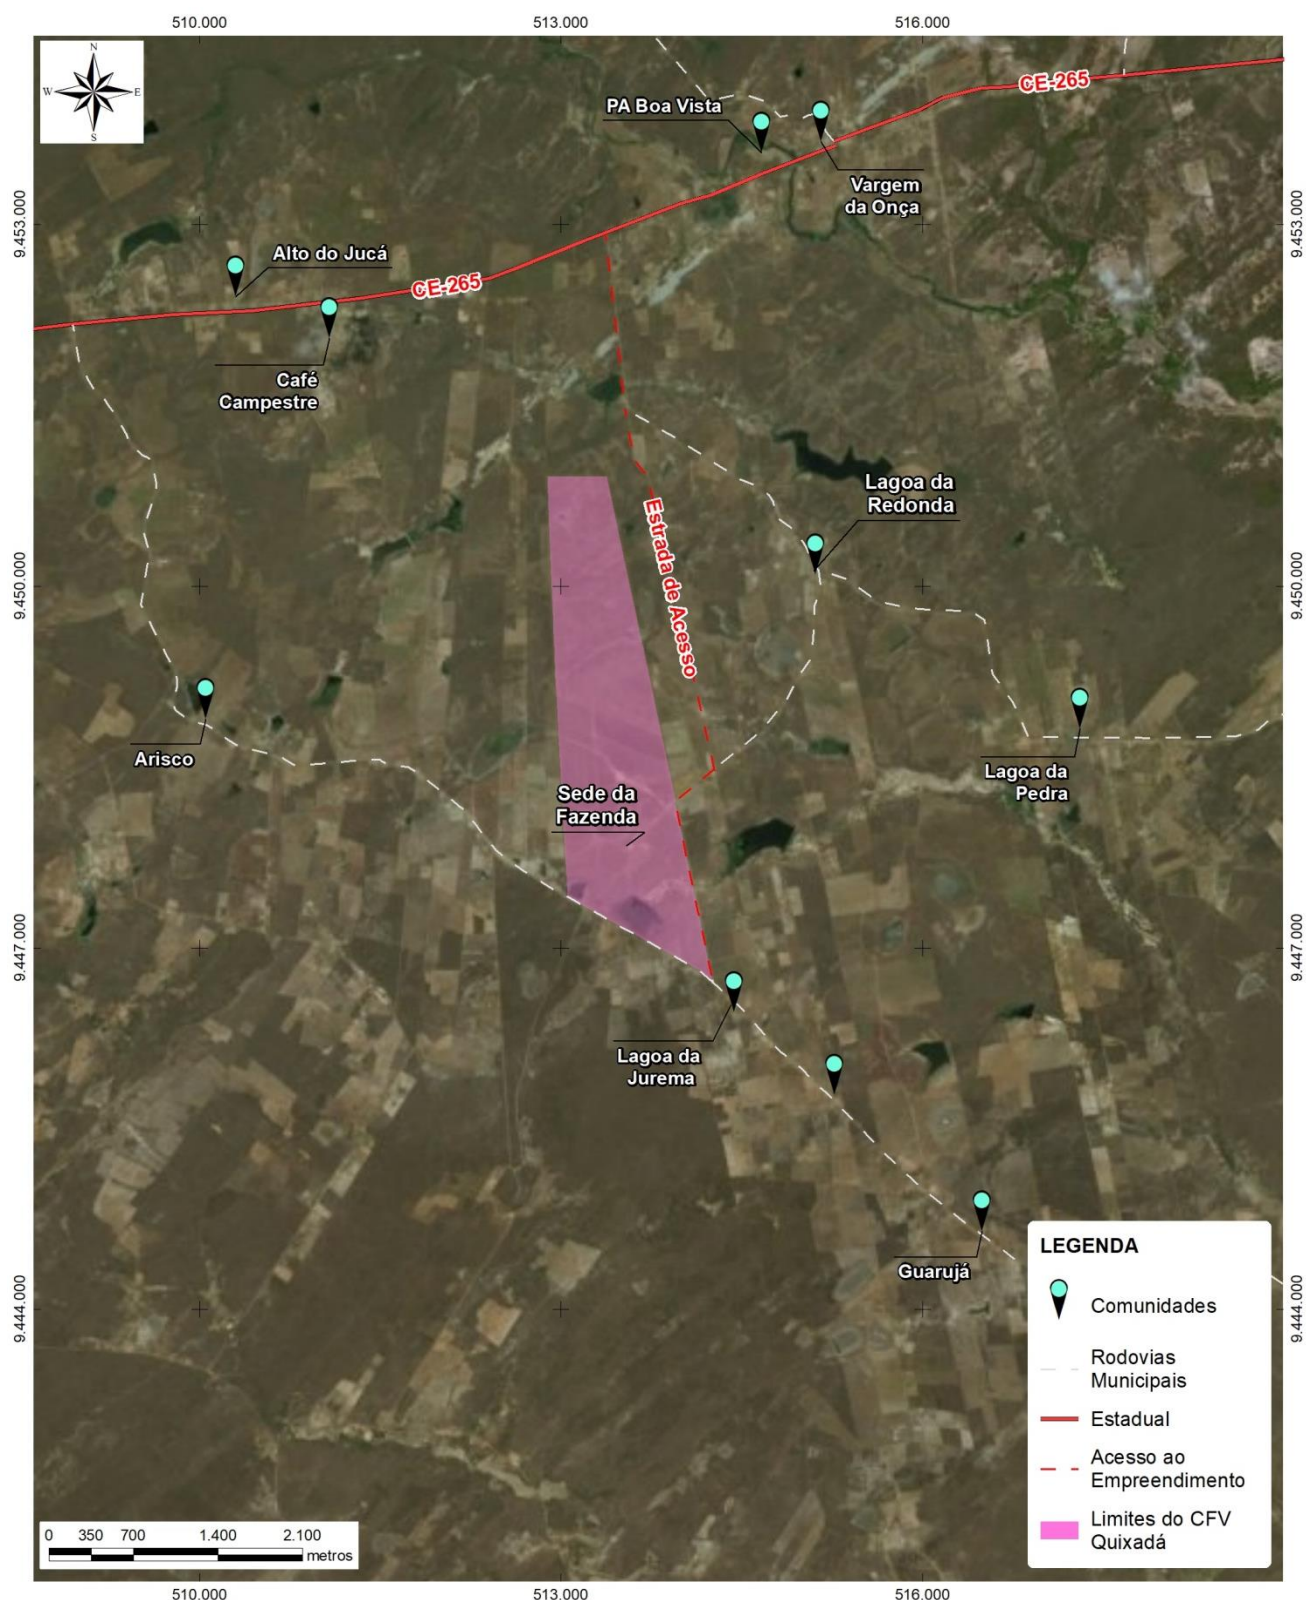 510.000
513.000
516.000
N
W
E
S
CE-265
PA Boa Vista
Vargem
da Onça
9.453.000
9.453.000
Alto do Jucá
CE-265
Café
Campestre
Lagoa da
Redonda
Estrada de Acesso
9.450.000
9.450.000
Arisco
Lagoa da
Pedra
Sede da
Fazenda
9.447.000
9.447.000
Lagoa da
Jurema
Guarujá
9.444.000
9.444.000
LEGENDA
Comunidades
Rodovias
Municipais
Estadual
Acesso ao
Empreendimento
Limites do CFV
Quixadá
0 350 700 1.400 2.100
metros
510.000
513.000
516.000